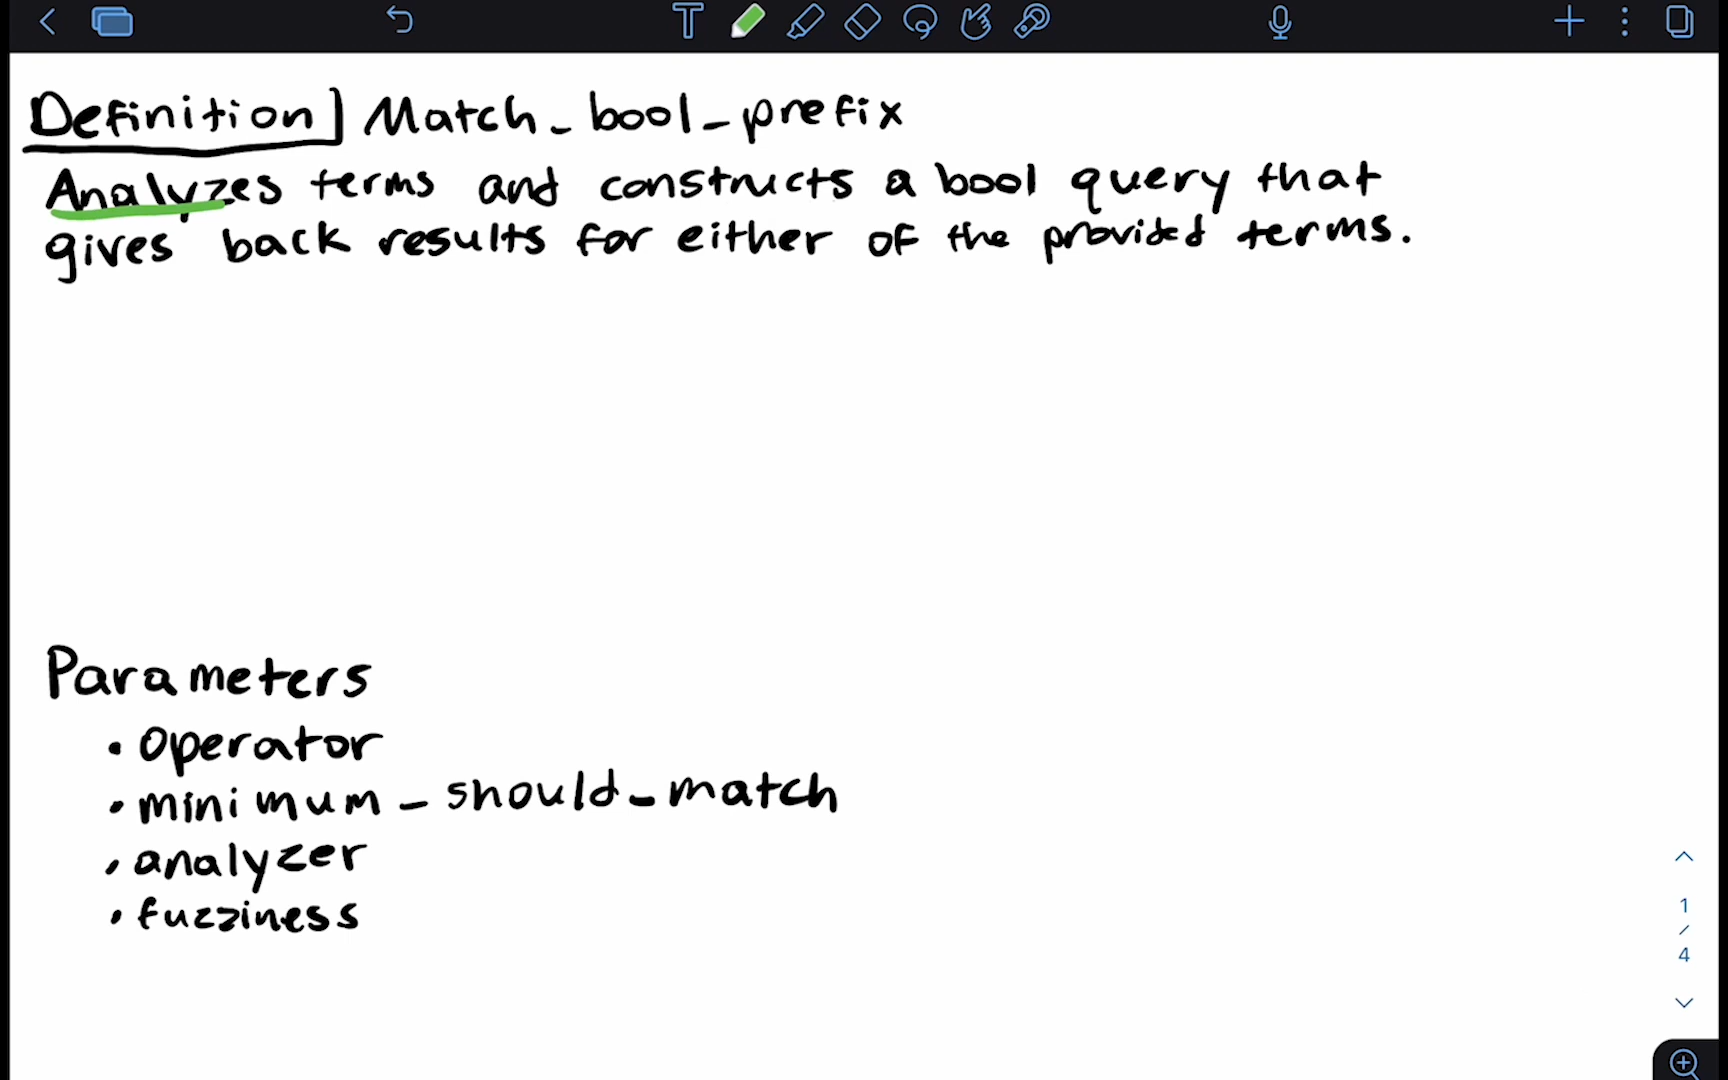 Definition] Match_bool_prefix
Analyzes terms and constructs a bool query that
gives back results for either of the provided terms.
Parameters
• operator
• minimum_should_match
• analyzer
• fuzziness
1
/
4